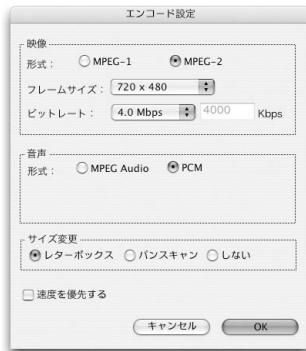 エンコード設定
映像
形式： MPEG-1 MPEG-2
フレームサイズ： 720 x 480
ビットレート： 4.0 Mbps 4000 Kbps
音声
形式： MPEG Audio PCM
サイズ変更
レターボックス パンスキャン しない
速度を優先する
キャンセル OK